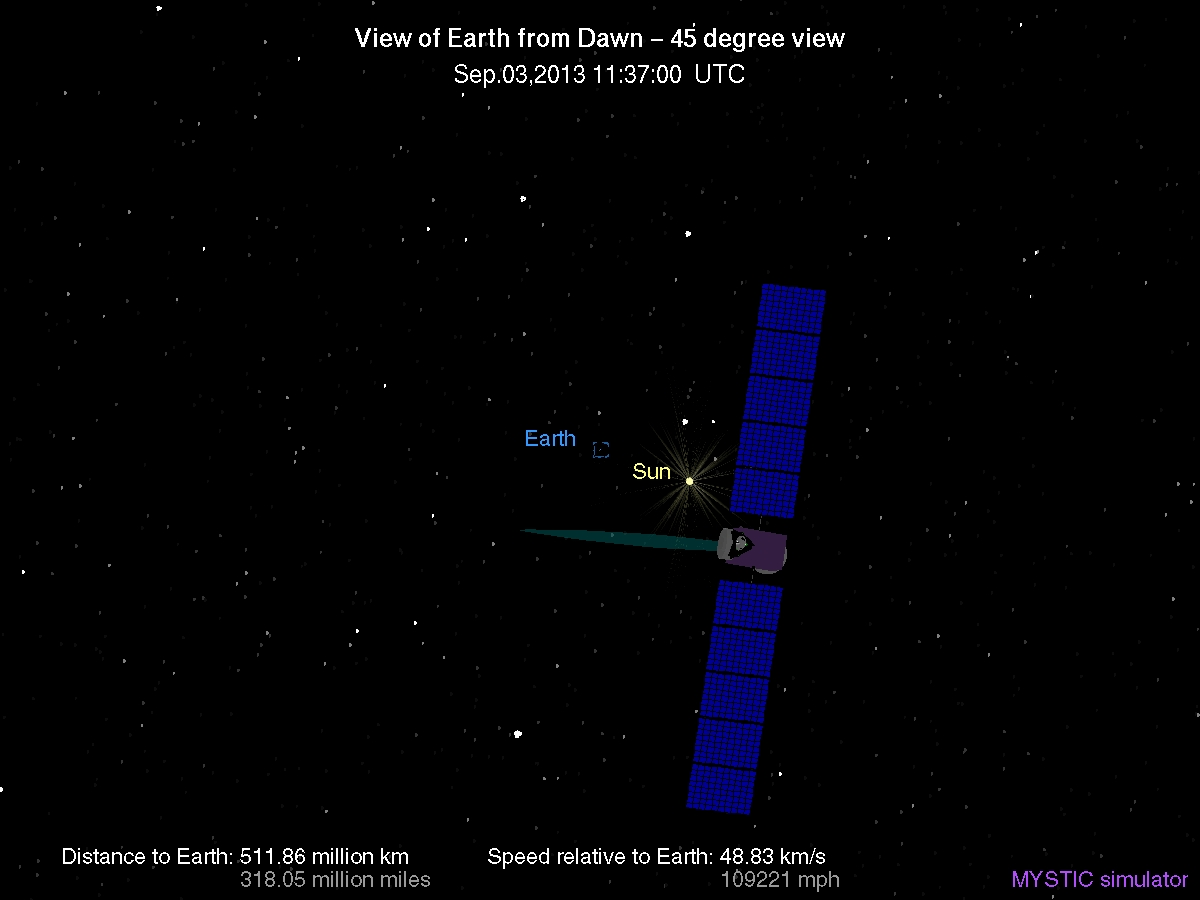 View of Earth from Dawn – 45 degree view
Sep.03,2013 11:37:00 UTC
Earth
Sun
Distance to Earth: 511.86 million km
318.05 million miles
Speed relative to Earth: 48.83 km/s
109221 mph
MYSTIC simulator